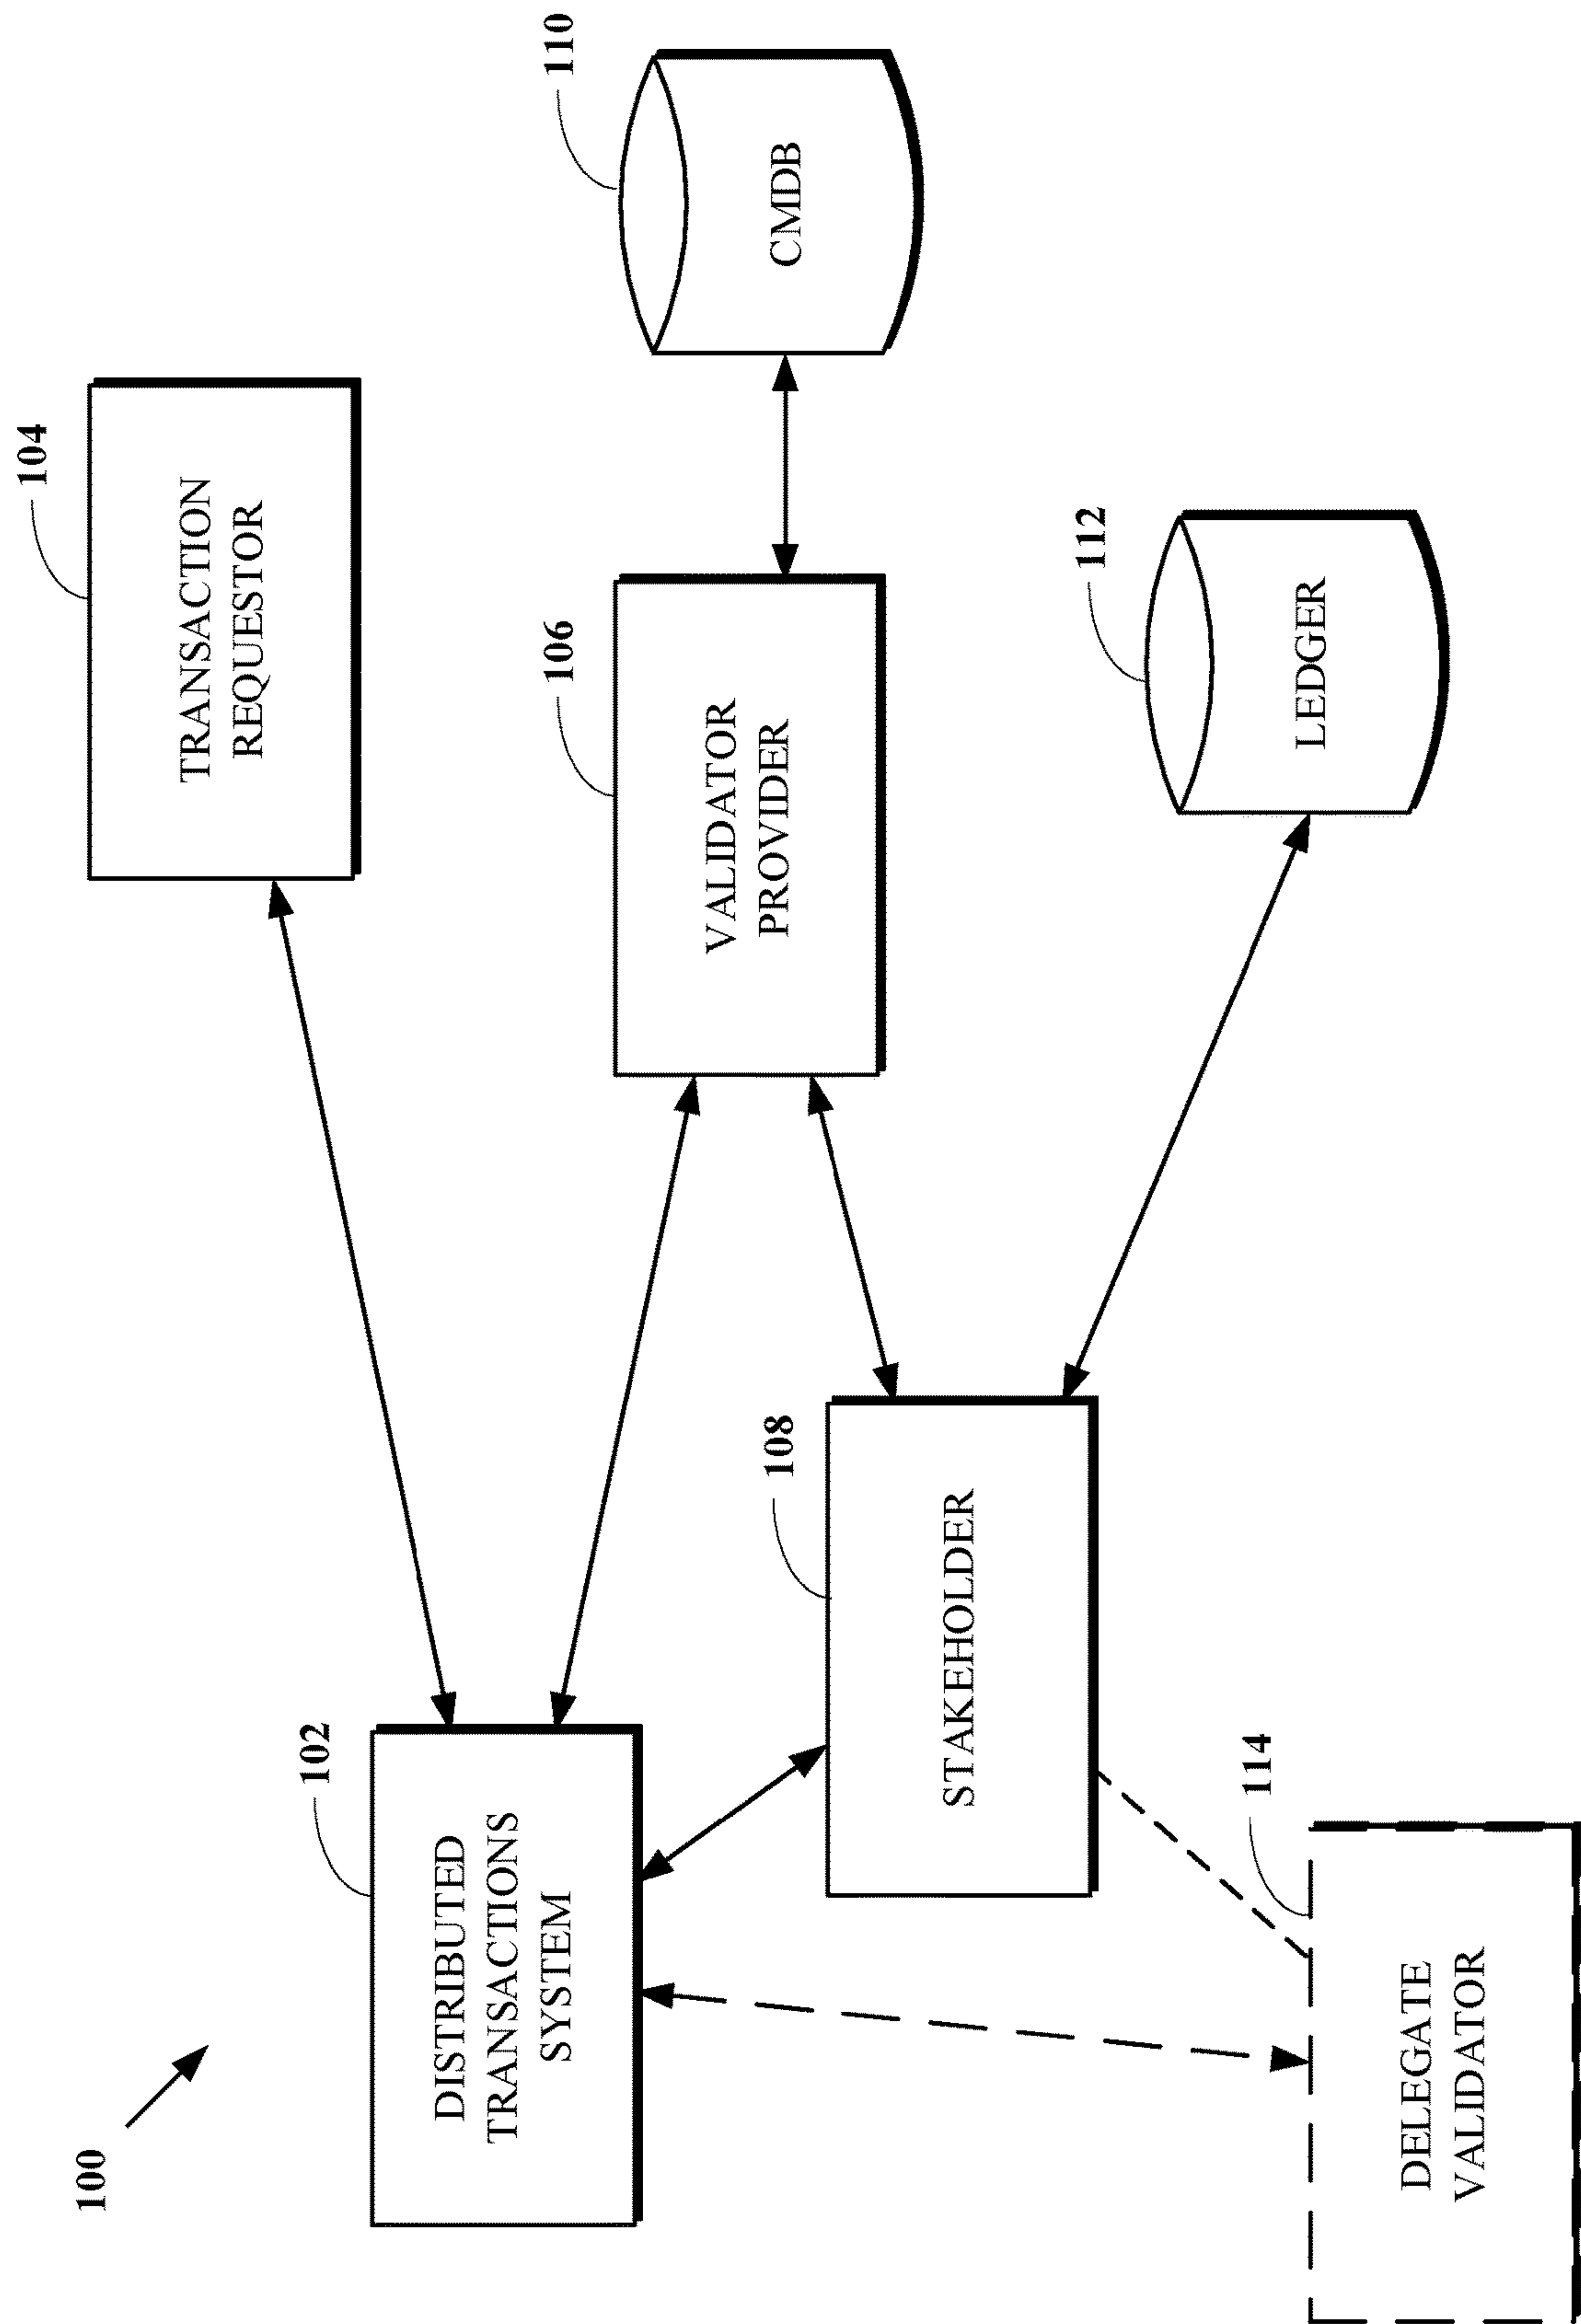 100
102
DISTRIBUTED
TRANSACTIONS
SYSTEM
104
TRANSACTION
REQUESTOR
106
VALIDATOR
PROVIDER
110
CMDB
108
STAKEHOLDER
112
LEDGER
114
DELEGATE
VALIDATOR